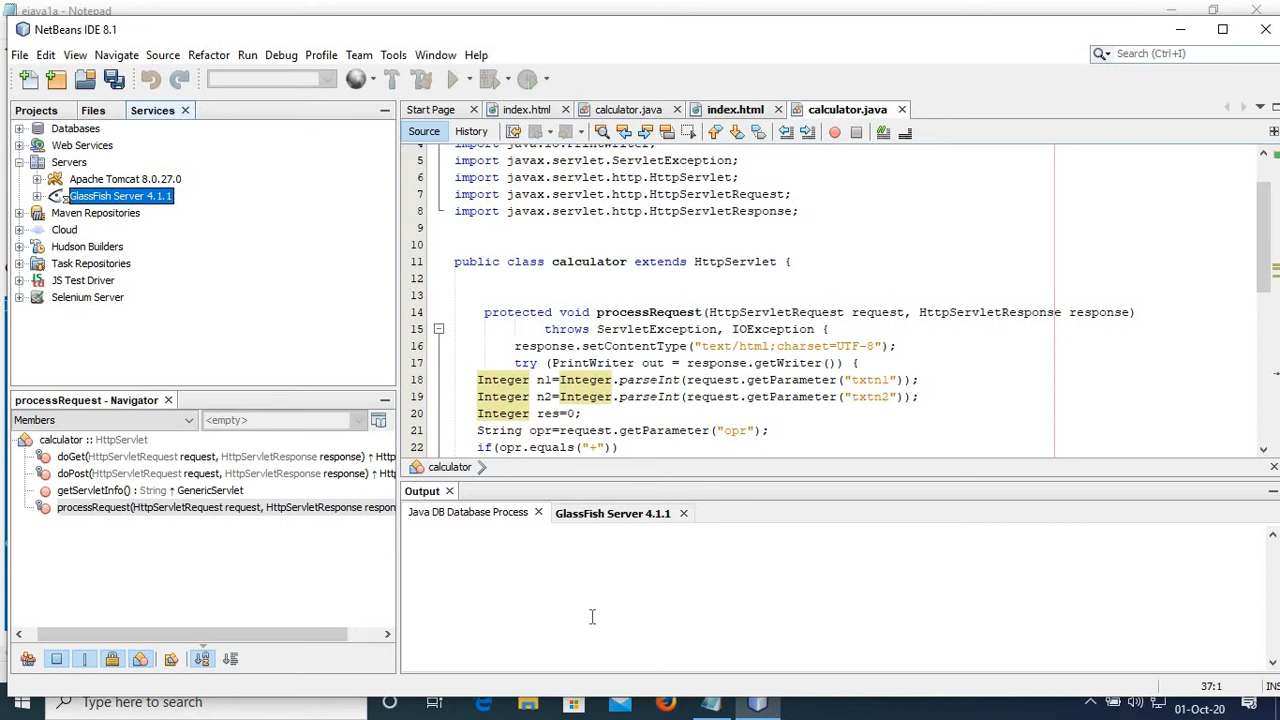 ejava1a - Notepad
NetBeans IDE 8.1
File Edit View Navigate Source Refactor Run Debug Profile Team Tools Window Help
Search (Ctrl+I)
Projects Files Services
Databases
Web Services
Servers
Apache Tomcat 8.0.27.0
GlassFish Server 4.1.1
Maven Repositories
Cloud
Hudson Builders
Task Repositories
JS Test Driver
Selenium Server
processRequest - Navigator
Members <empty>
calculator :: HttpServlet
doGet(HttpServletRequest request, HttpServletResponse response) ↑ Htt
doPost(HttpServletRequest request, HttpServletResponse response) ↑ Ht
getServletInfo() : String ↑ GenericServlet
processRequest(HttpServletRequest request, HttpServletResponse respon
Start Page index.html calculator.java index.html calculator.java
Source History
4 import java.io.PrintWriter;
5 import javax.servlet.ServletException;
6 import javax.servlet.http.HttpServlet;
7 import javax.servlet.http.HttpServletRequest;
8 import javax.servlet.http.HttpServletResponse;
9
10
11 public class calculator extends HttpServlet {
12
13
14 protected void processRequest(HttpServletRequest request, HttpServletResponse response)
15 throws ServletException, IOException {
16 response.setContentType("text/html;charset=UTF-8");
17 try (PrintWriter out = response.getWriter()) {
18 Integer n1=Integer.parseInt(request.getParameter("txtn1"));
19 Integer n2=Integer.parseInt(request.getParameter("txtn2"));
20 Integer res=0;
21 String opr=request.getParameter("opr");
22 if(opr.equals("+"))
calculator
Output
Java DB Database Process GlassFish Server 4.1.1
37:1 INS
Type here to search
01-Oct-20